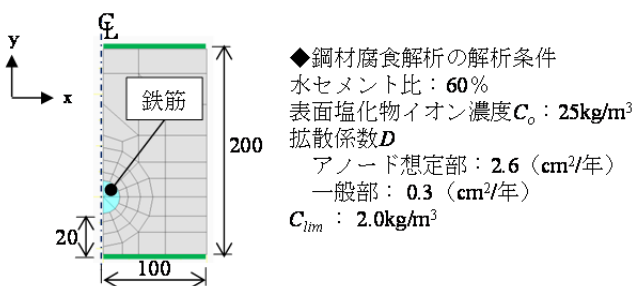 ℄
y
x
鉄筋
200
20
100
◆鋼材腐食解析の解析条件
水セメント比：60％
表面塩化物イオン濃度Co：25kg/m³
拡散係数D
アノード想定部：2.6（cm²/年）
一般部：0.3（cm²/年）
Clim：2.0kg/m³